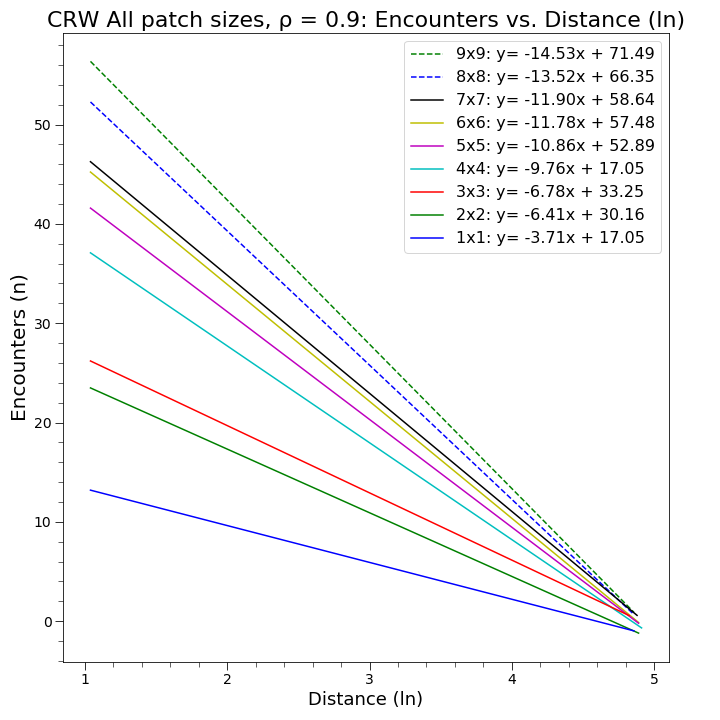 CRW All patch sizes, ρ = 0.9: Encounters vs. Distance (ln)
9x9: y= -14.53x + 71.49
8x8: y= -13.52x + 66.35
7x7: y= -11.90x + 58.64
6x6: y= -11.78x + 57.48
5x5: y= -10.86x + 52.89
4x4: y= -9.76x + 17.05
3x3: y= -6.78x + 33.25
2x2: y= -6.41x + 30.16
1x1: y= -3.71x + 17.05
Encounters (n)
50
40
30
20
10
0
1 2 3 4 5
Distance (ln)